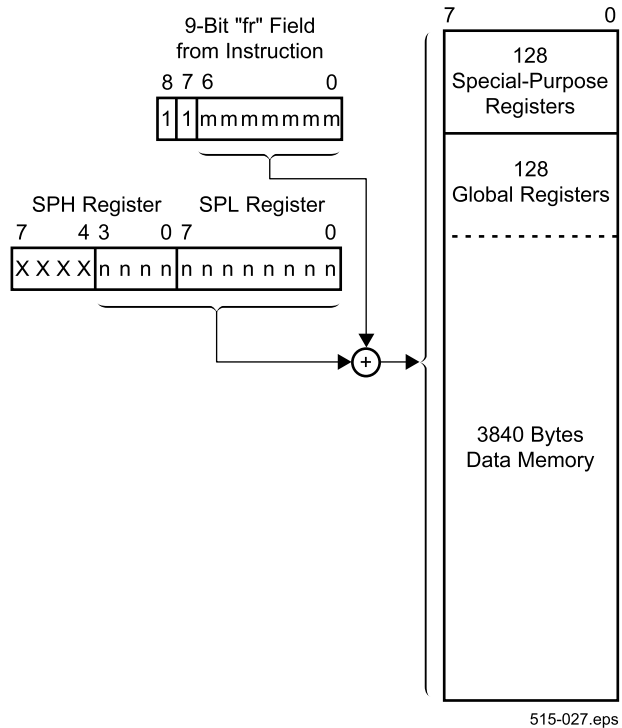 9-Bit "fr" Field
from Instruction
8 7 6 0
1 1 m m m m m m m
SPH Register SPL Register
7 4 3 0 7 0
X X X X n n n n n n n n n n n n
+
7 0
128
Special-Purpose
Registers
128
Global Registers
3840 Bytes
Data Memory
515-027.eps